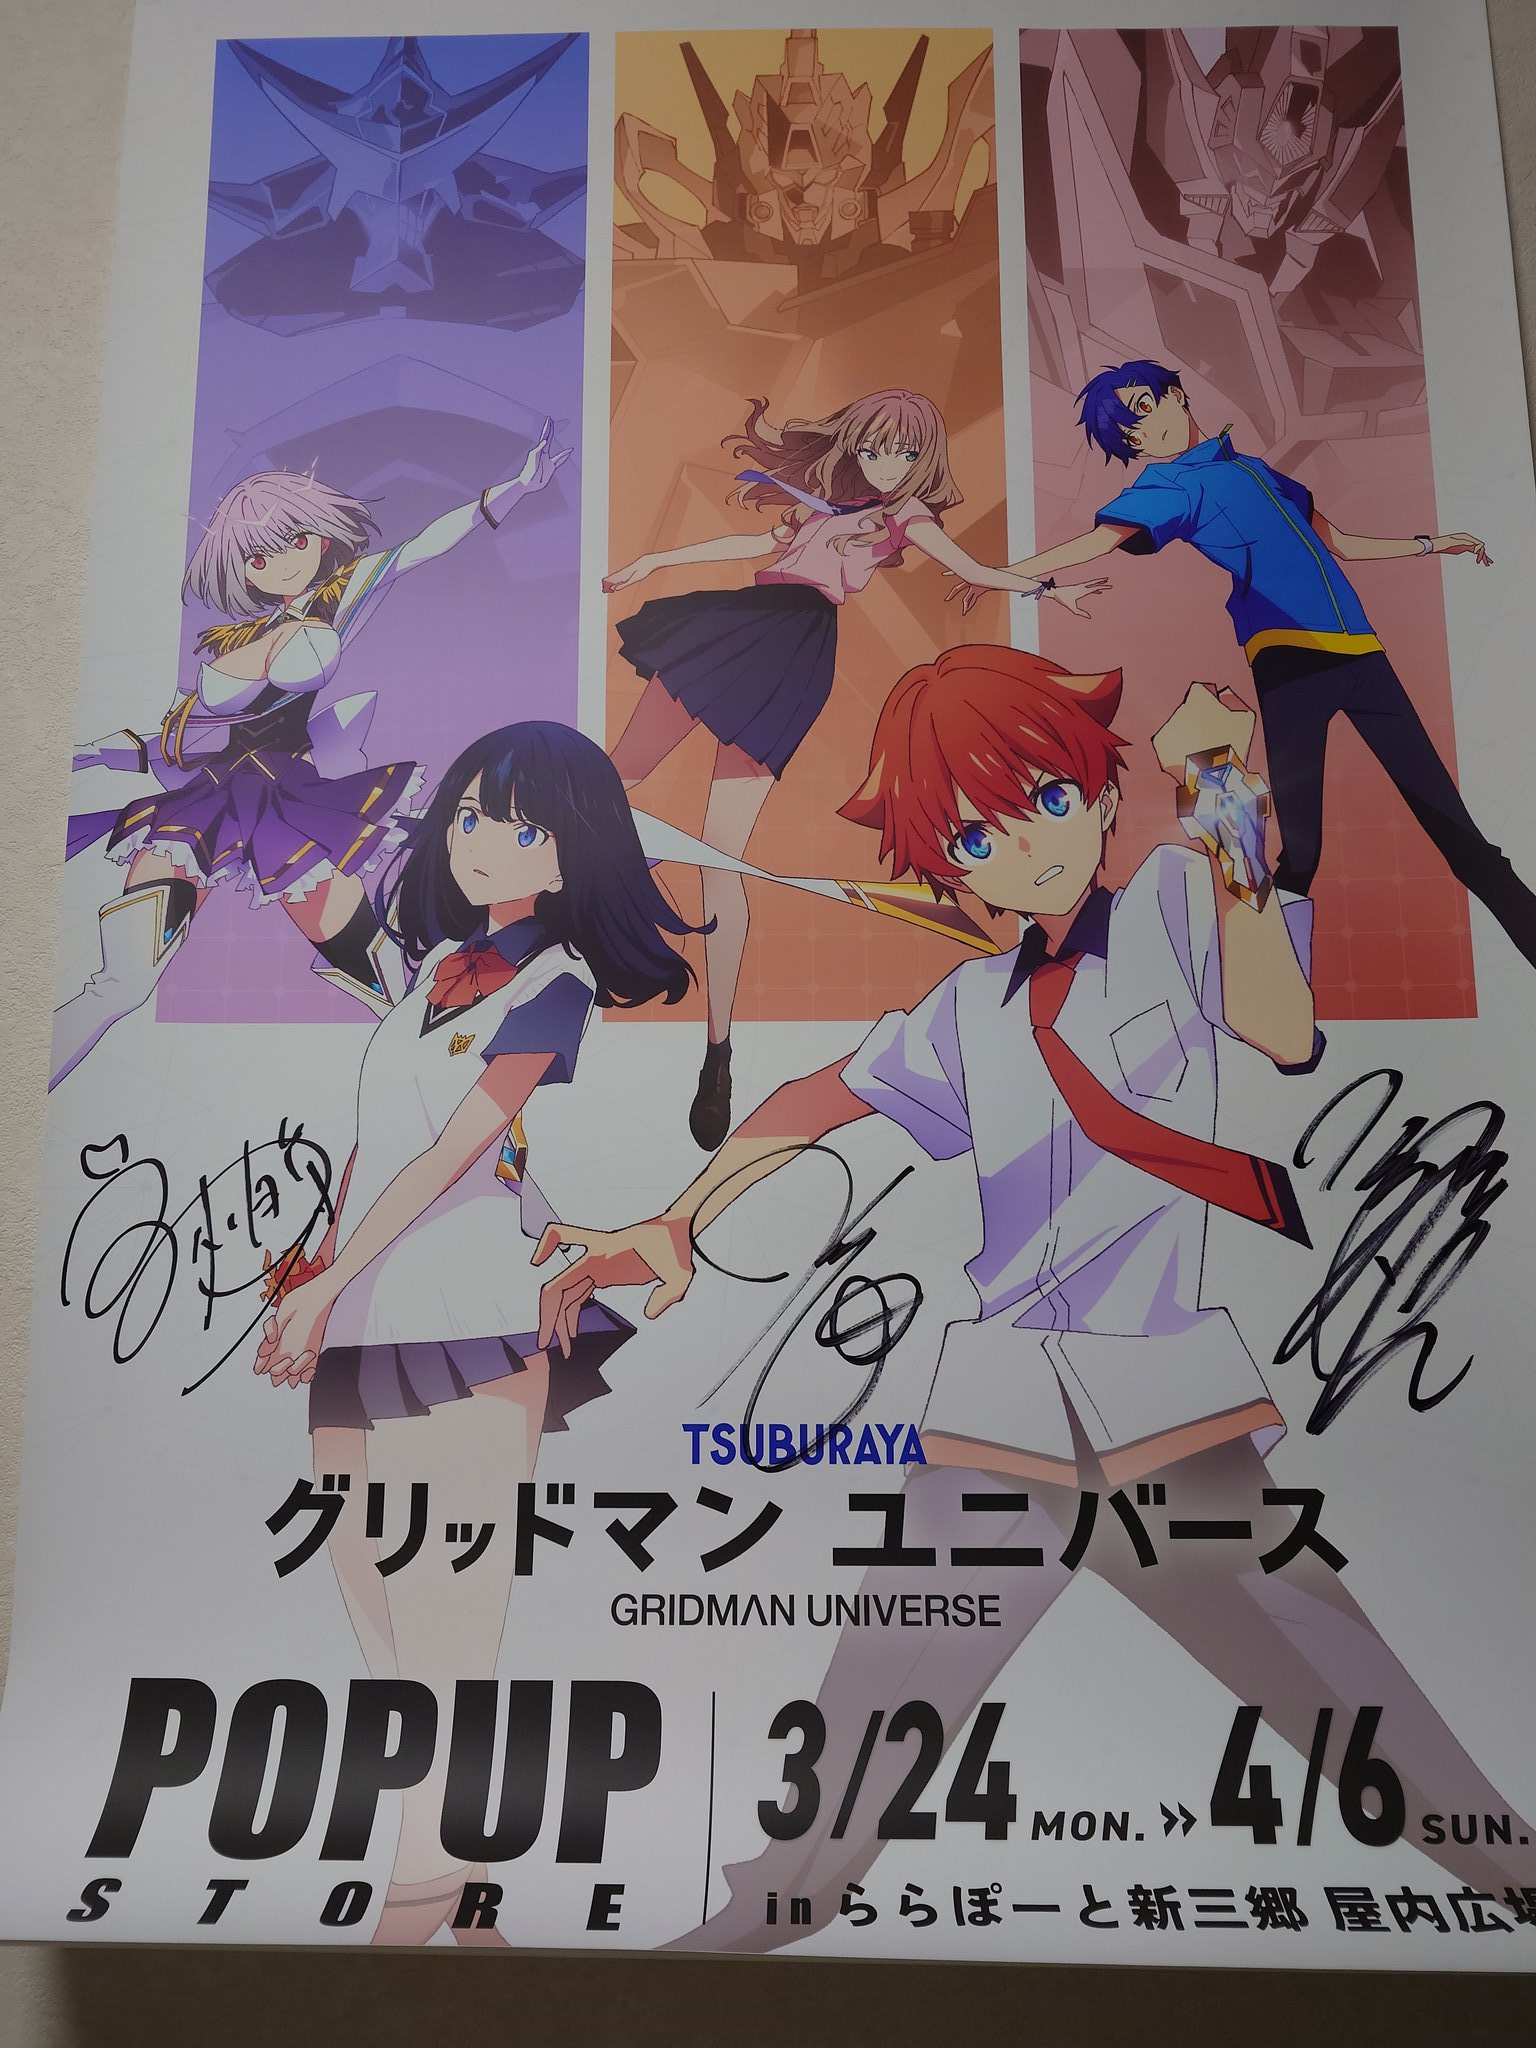 TSUBURAYA
グリッドマン ユニバース
GRIDMAN UNIVERSE
POPUP
STORE
3/24 MON. >> 4/6 SUN.
in ららぽーと新三郷 屋内広場